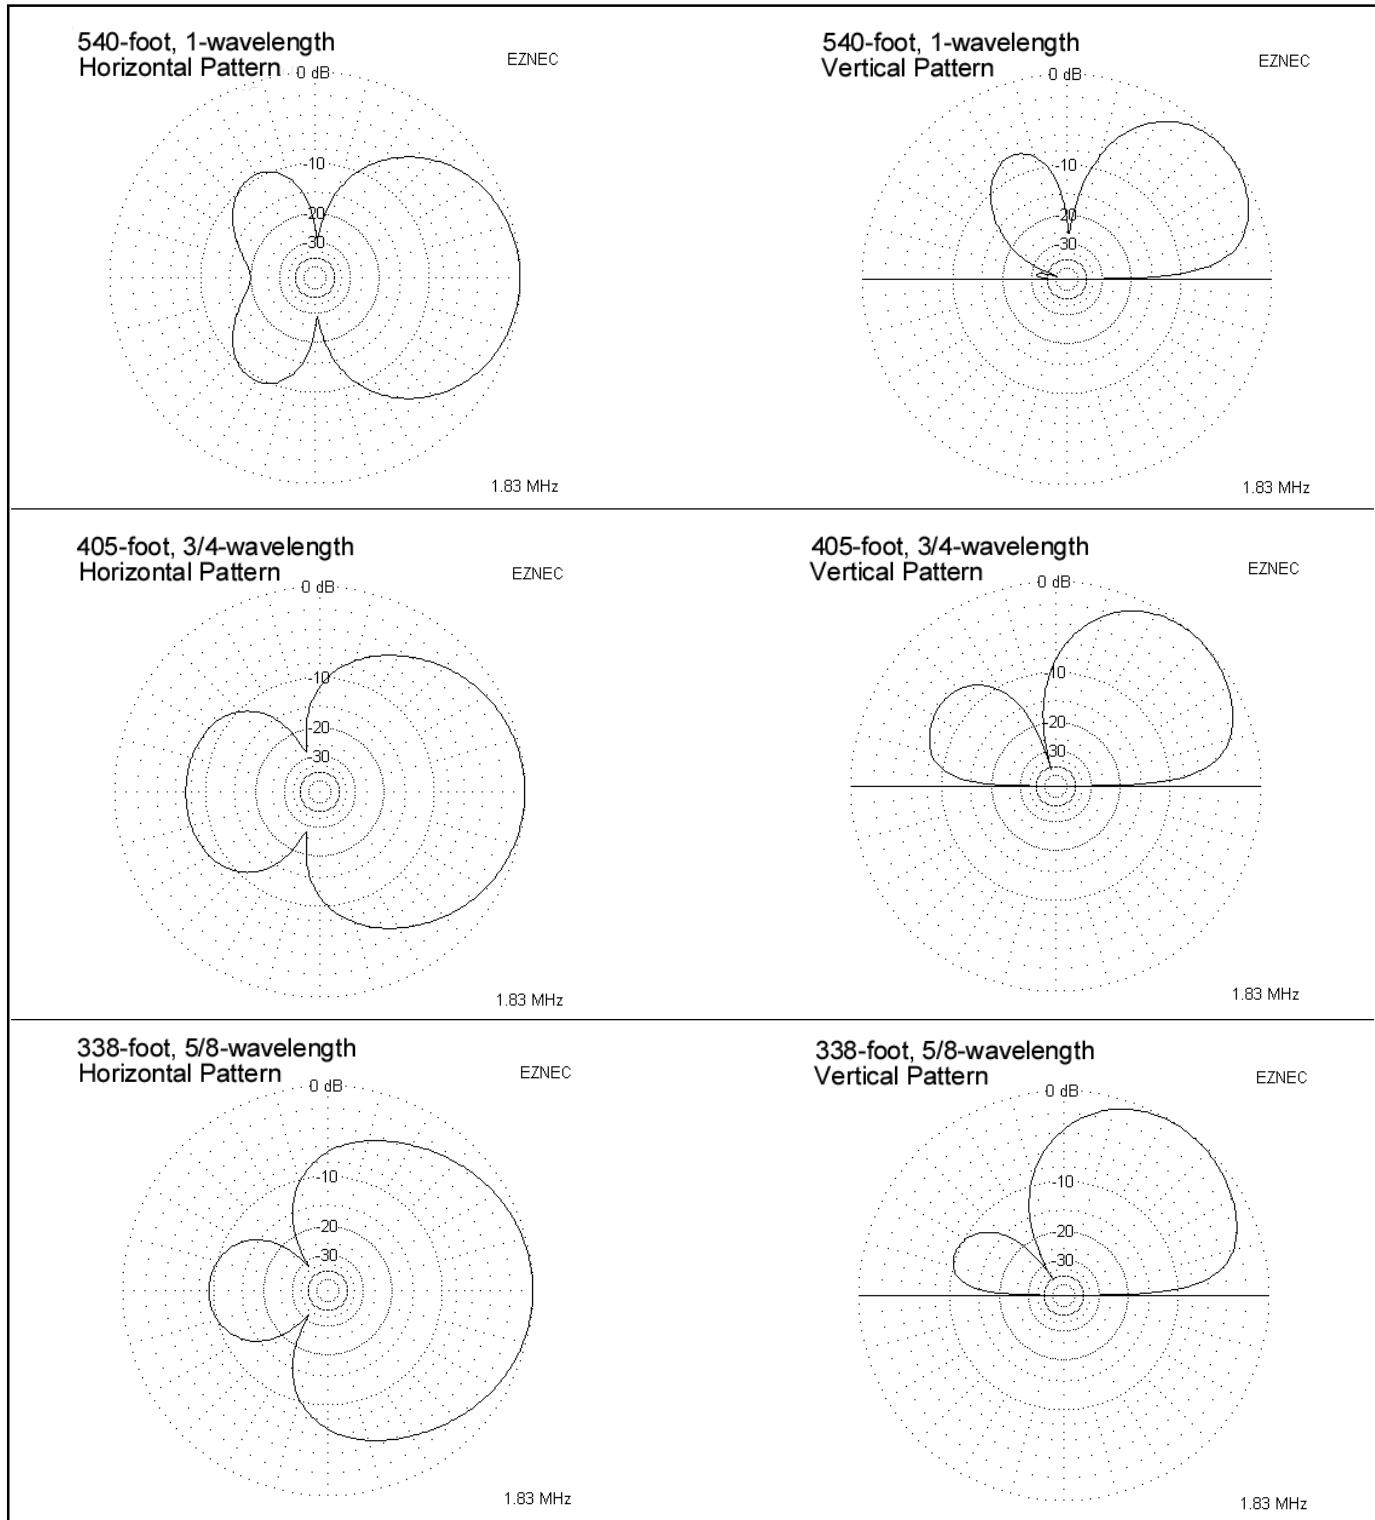 540-foot, 1-wavelength
Horizontal Pattern
EZNEC
0 dB
-10
-20
-30
1.83 MHz
540-foot, 1-wavelength
Vertical Pattern
EZNEC
0 dB
-10
-20
-30
1.83 MHz
405-foot, 3/4-wavelength
Horizontal Pattern
EZNEC
0 dB
-10
-20
-30
1.83 MHz
405-foot, 3/4-wavelength
Vertical Pattern
EZNEC
0 dB
-10
-20
-30
1.83 MHz
338-foot, 5/8-wavelength
Horizontal Pattern
EZNEC
0 dB
-10
-20
-30
1.83 MHz
338-foot, 5/8-wavelength
Vertical Pattern
EZNEC
0 dB
-10
-20
-30
1.83 MHz